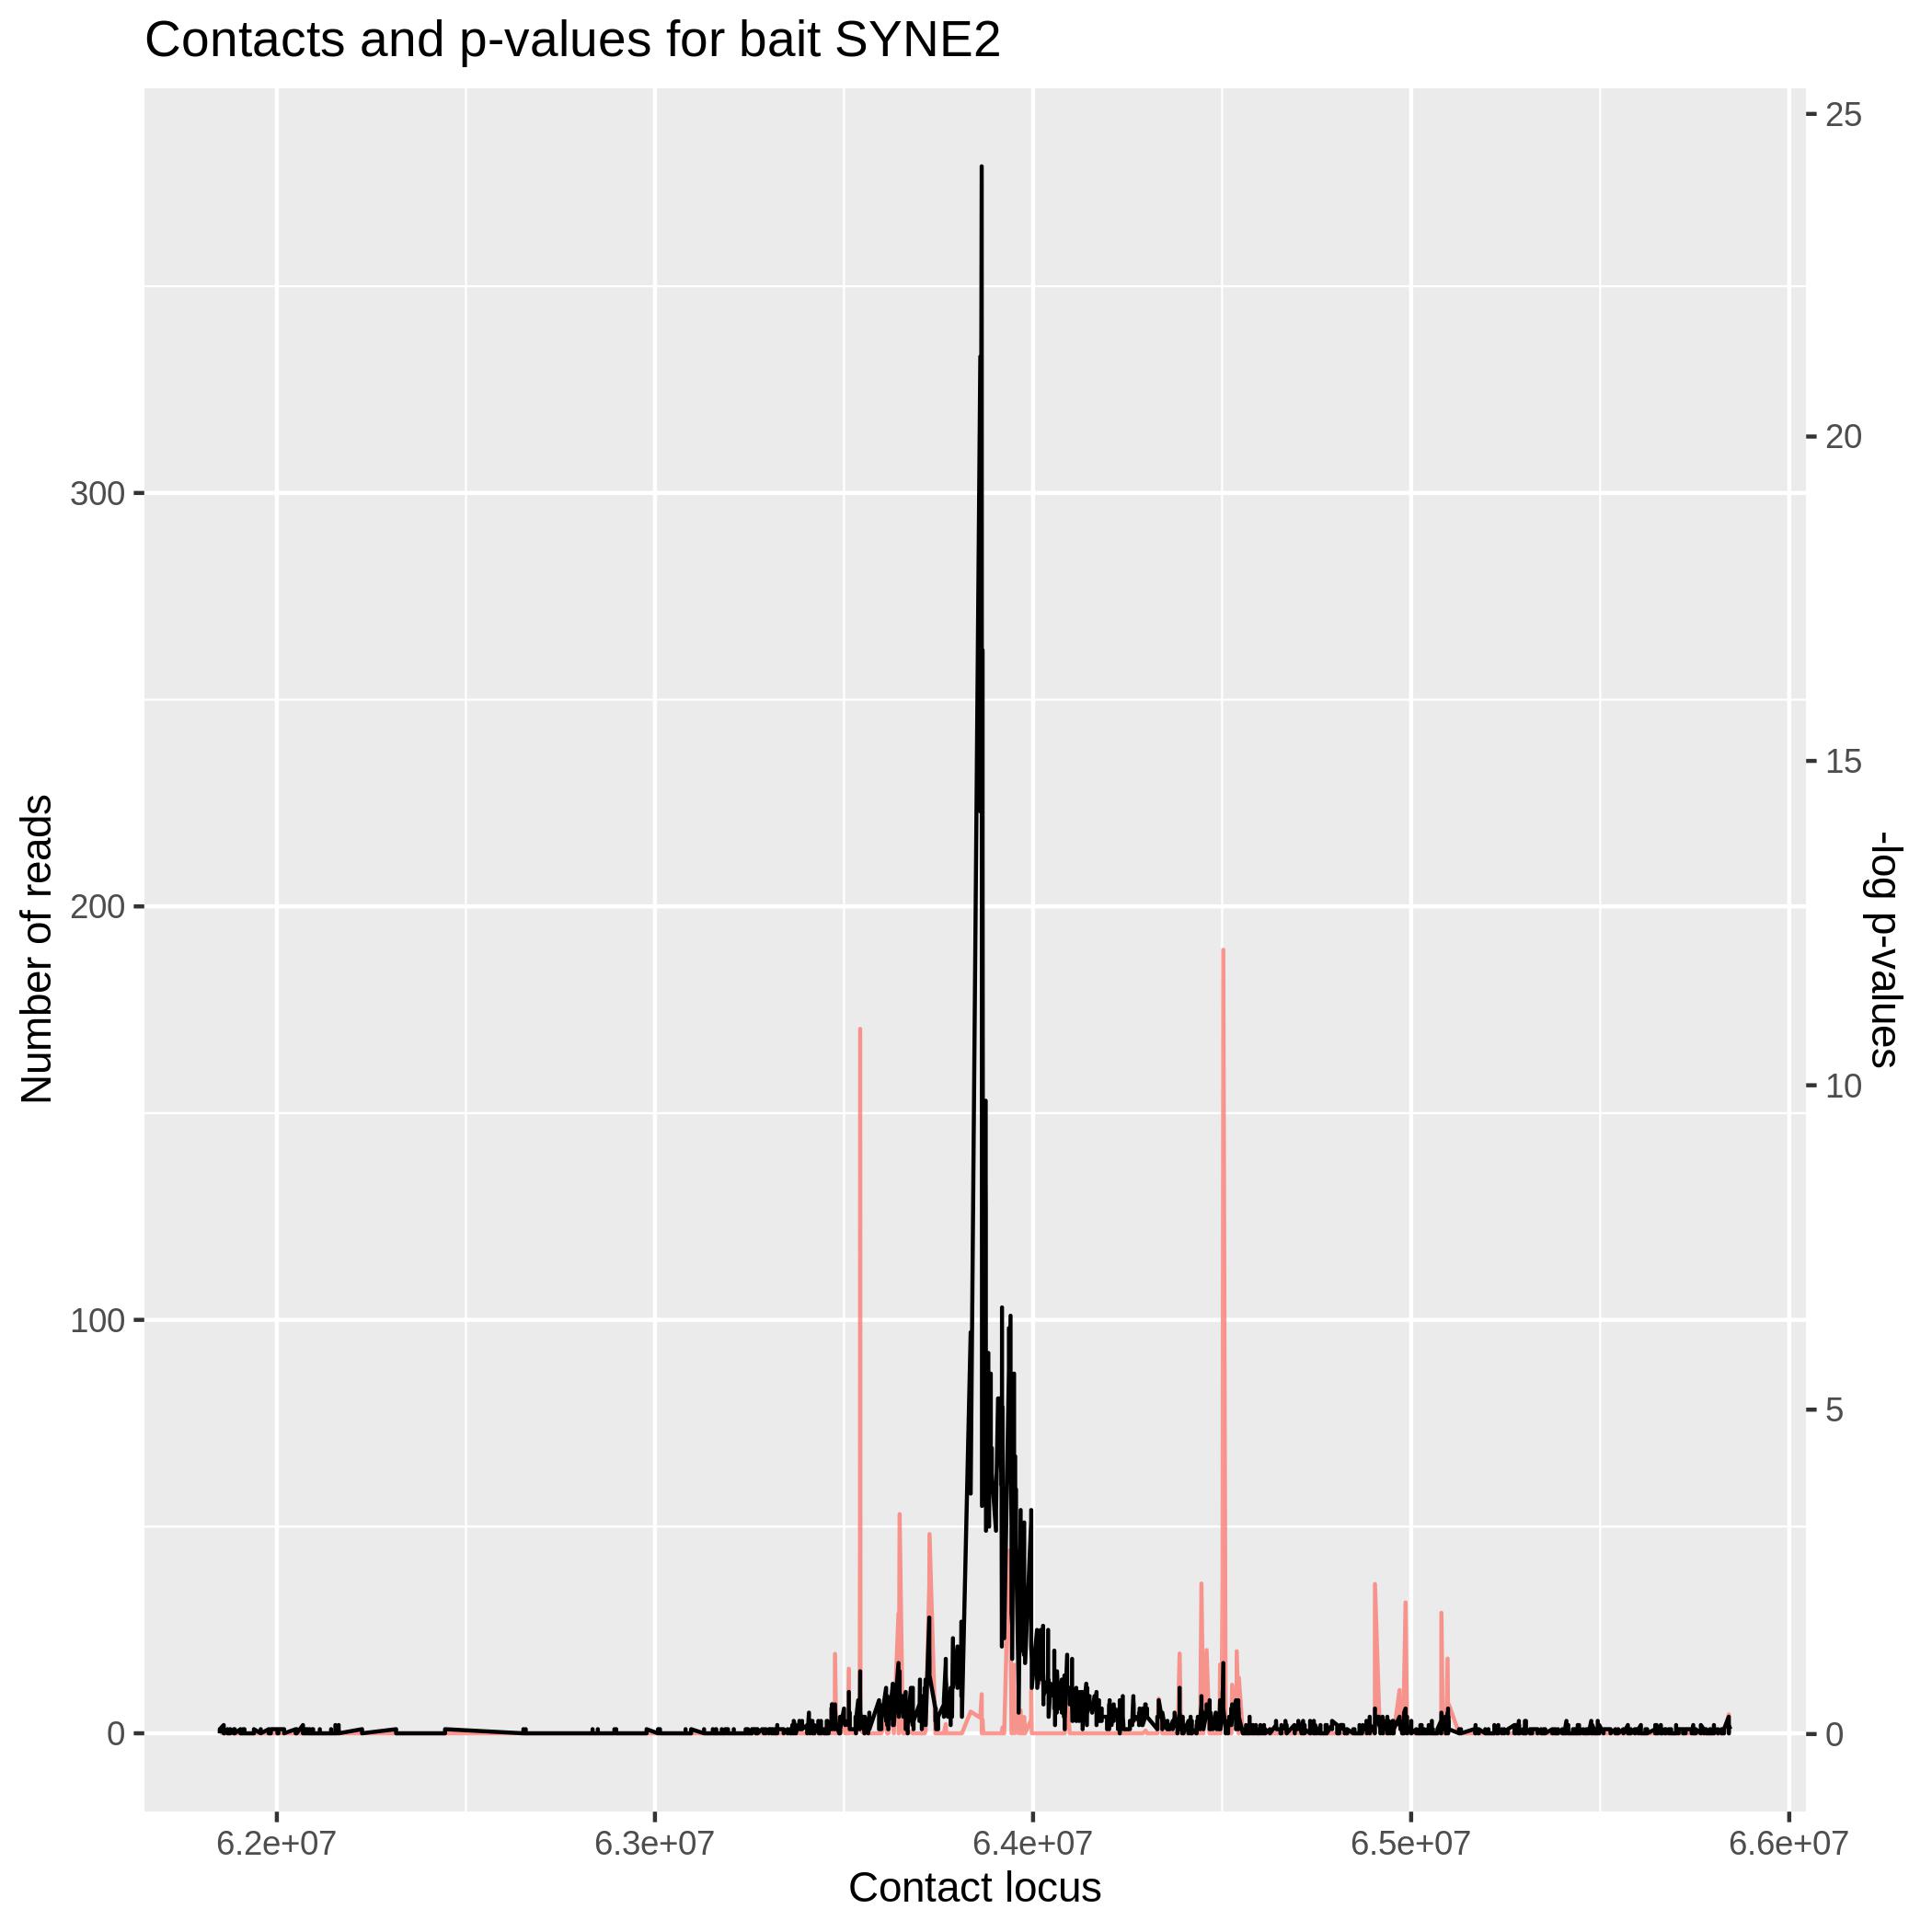 Contacts and p-values for bait SYNE2
Number of reads
300
200
100
0
25
20
15
10
5
0
-log p-values
6.2e+07
6.3e+07
6.4e+07
6.5e+07
6.6e+07
Contact locus